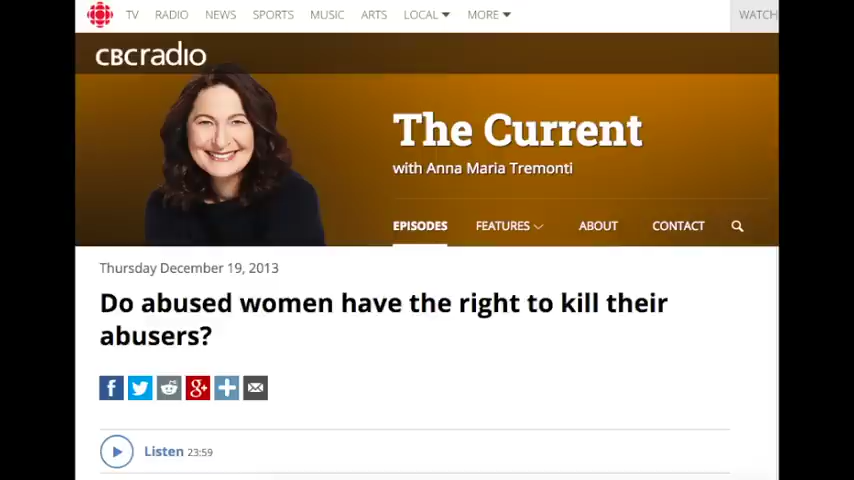 TV RADIO NEWS SPORTS MUSIC ARTS LOCAL MORE WATCH
CBCradio
The Current
with Anna Maria Tremonti
EPISODES FEATURES ABOUT CONTACT
Thursday December 19, 2013
Do abused women have the right to kill their
abusers?
f g+
Listen 23:59